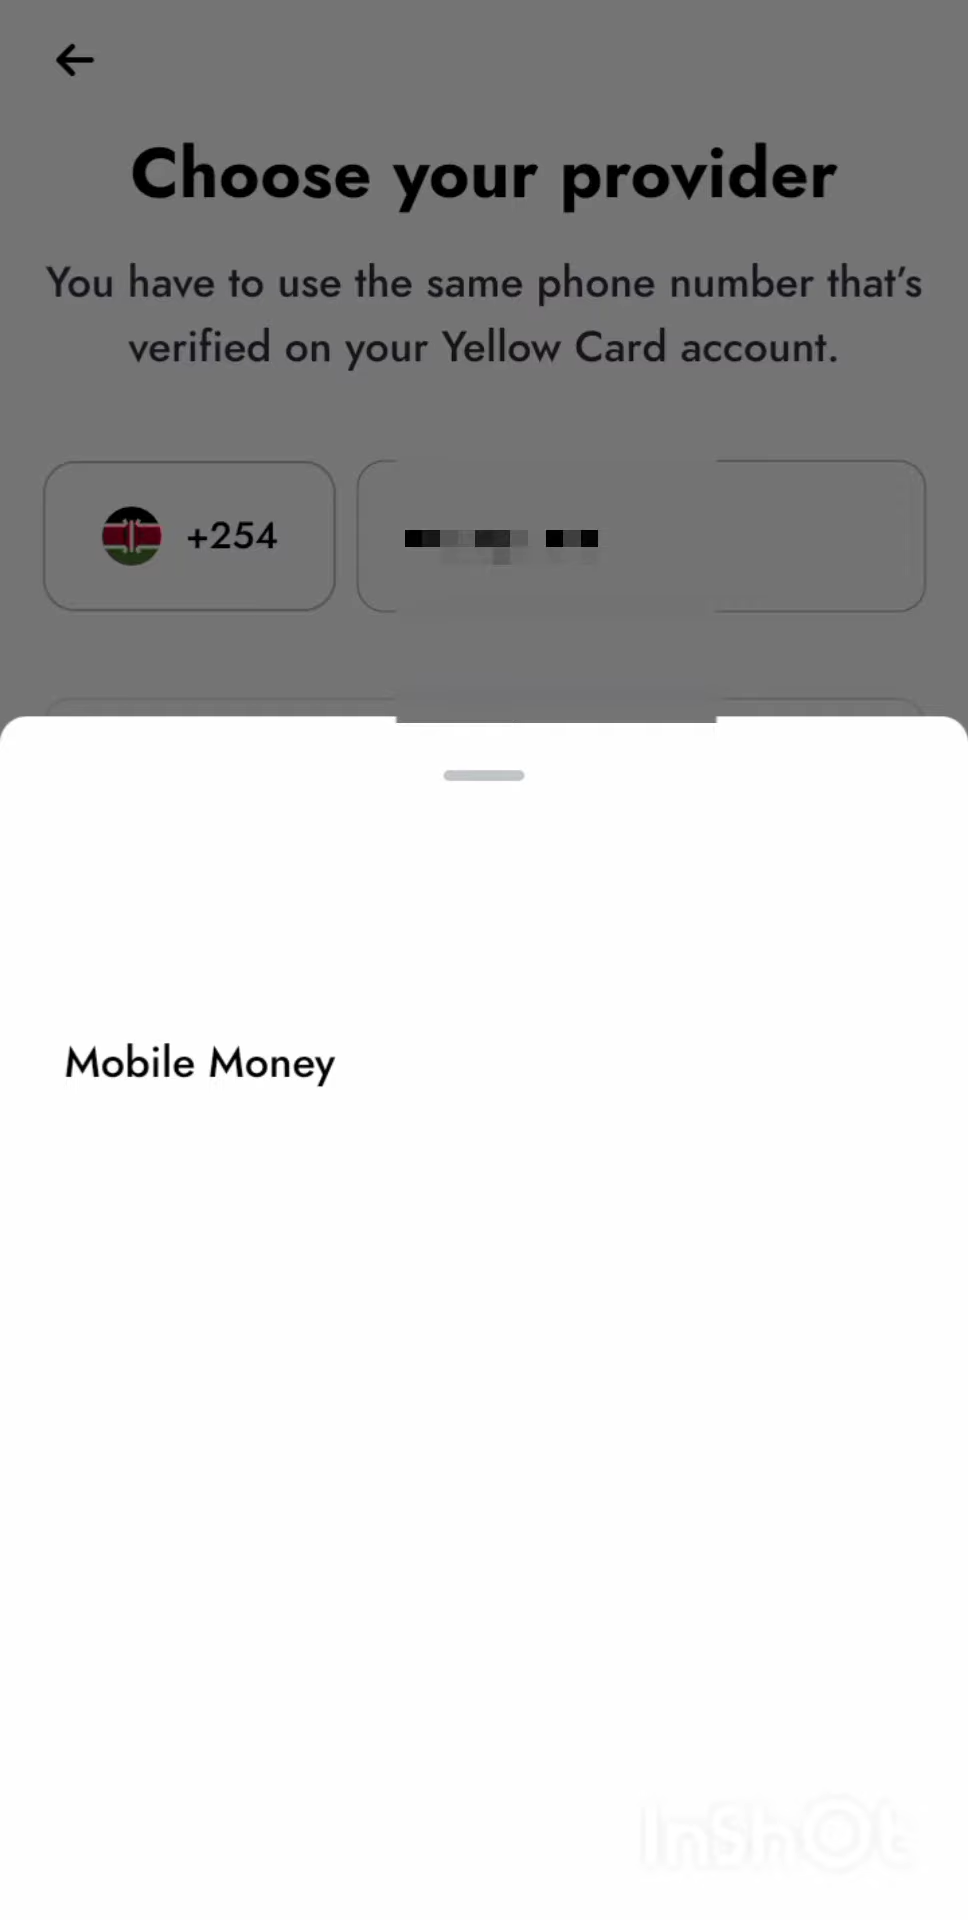 Choose your provider
You have to use the same phone number that's
verified on your Yellow Card account.
+254
Mobile Money
InShOt